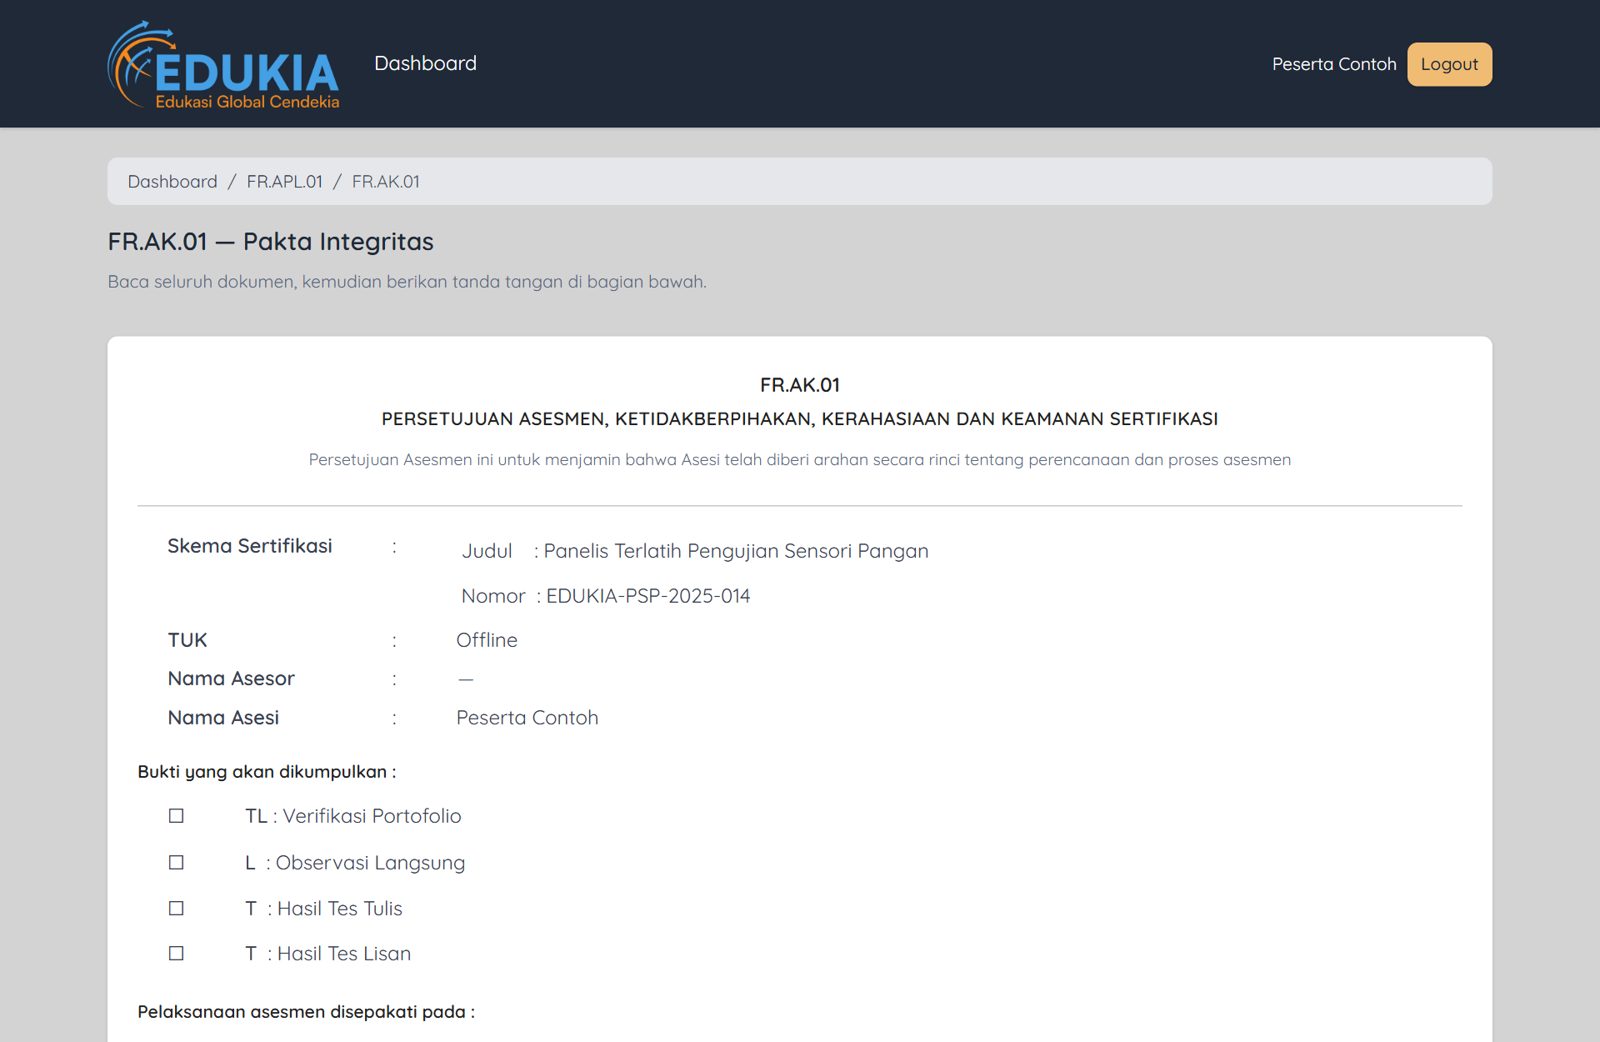 EDUKIA
Edukasi Global Cendekia
Dashboard
Peserta Contoh
Logout
Dashboard / FR.APL.01 / FR.AK.01
FR.AK.01 — Pakta Integritas
Baca seluruh dokumen, kemudian berikan tanda tangan di bagian bawah.
FR.AK.01
PERSETUJUAN ASESMEN, KETIDAKBERPIHAKAN, KERAHASIAAN DAN KEAMANAN SERTIFIKASI
Persetujuan Asesmen ini untuk menjamin bahwa Asesi telah diberi arahan secara rinci tentang perencanaan dan proses asesmen
Skema Sertifikasi : Judul : Panelis Terlatih Pengujian Sensori Pangan
Nomor : EDUKIA-PSP-2025-014
TUK : Offline
Nama Asesor : —
Nama Asesi : Peserta Contoh
Bukti yang akan dikumpulkan :
☐ TL : Verifikasi Portofolio
☐ L : Observasi Langsung
☐ T : Hasil Tes Tulis
☐ T : Hasil Tes Lisan
Pelaksanaan asesmen disepakati pada :